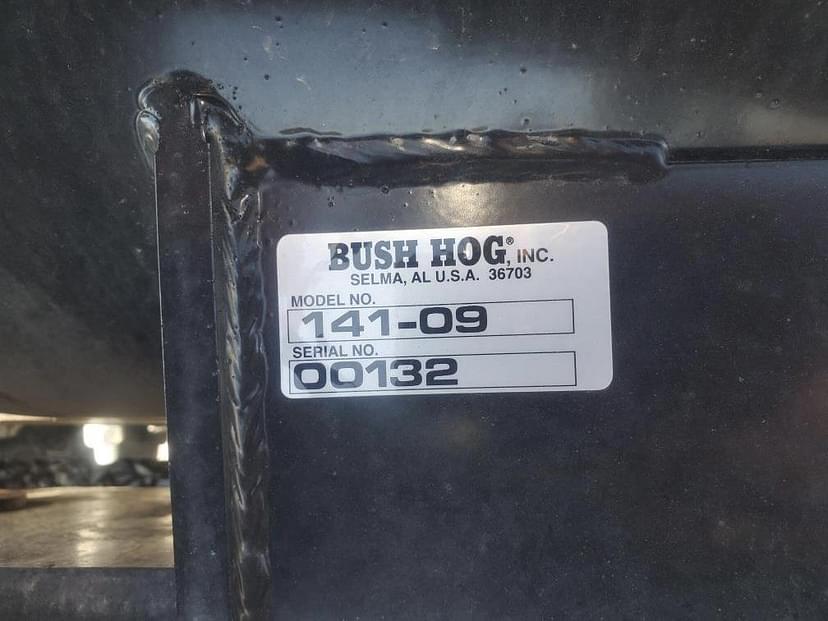 BUSH HOG®, INC.
SELMA, AL U.S.A. 36703
MODEL NO.
141-09
SERIAL NO.
00132